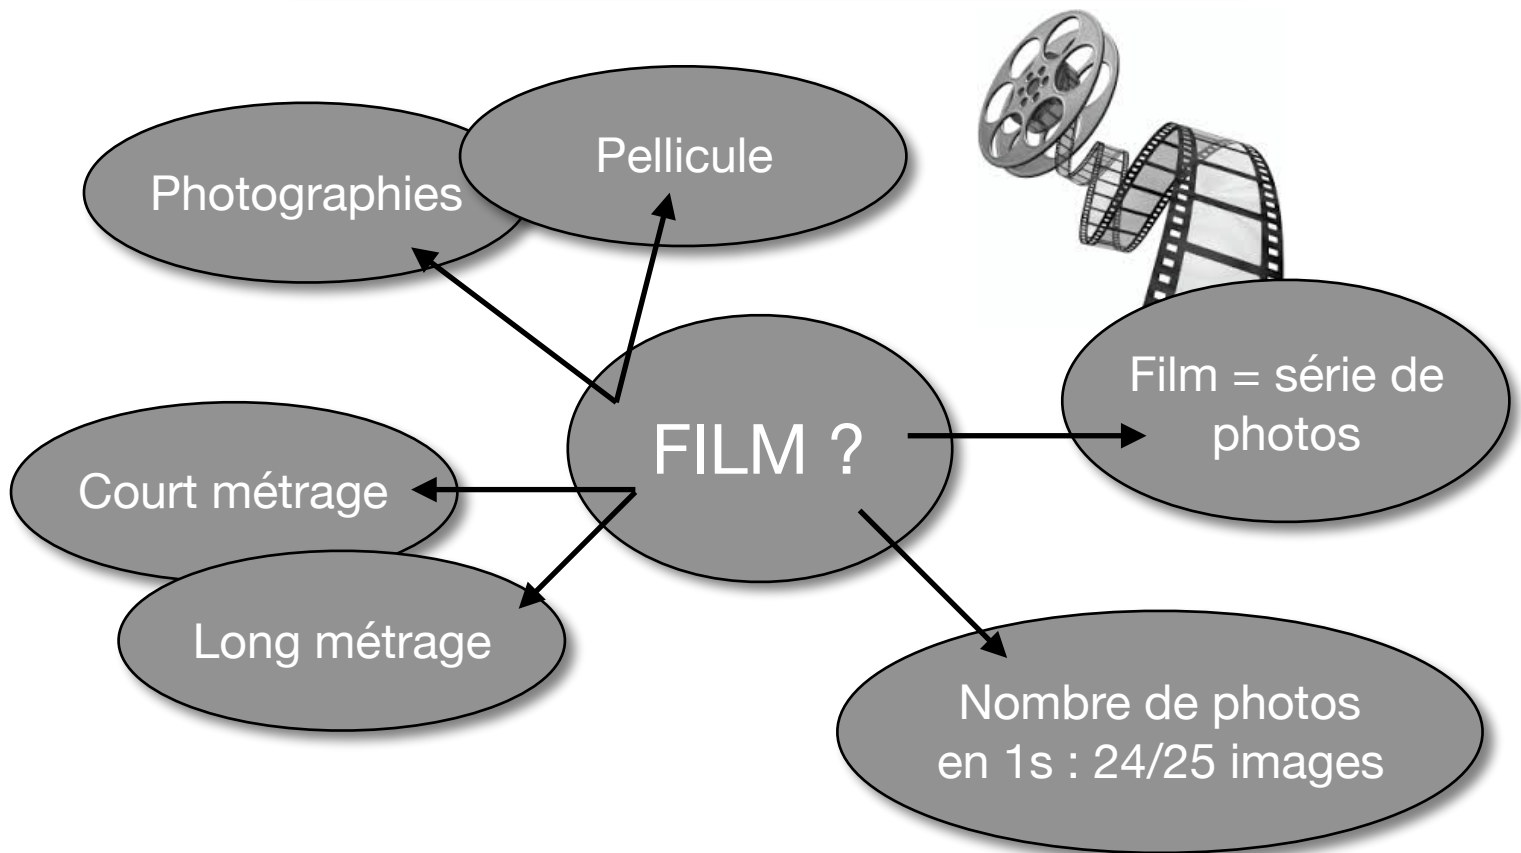 Pellicule
Photographies
Film = série de
photos
FILM ?
Court métrage
Long métrage
Nombre de photos
en 1s : 24/25 images